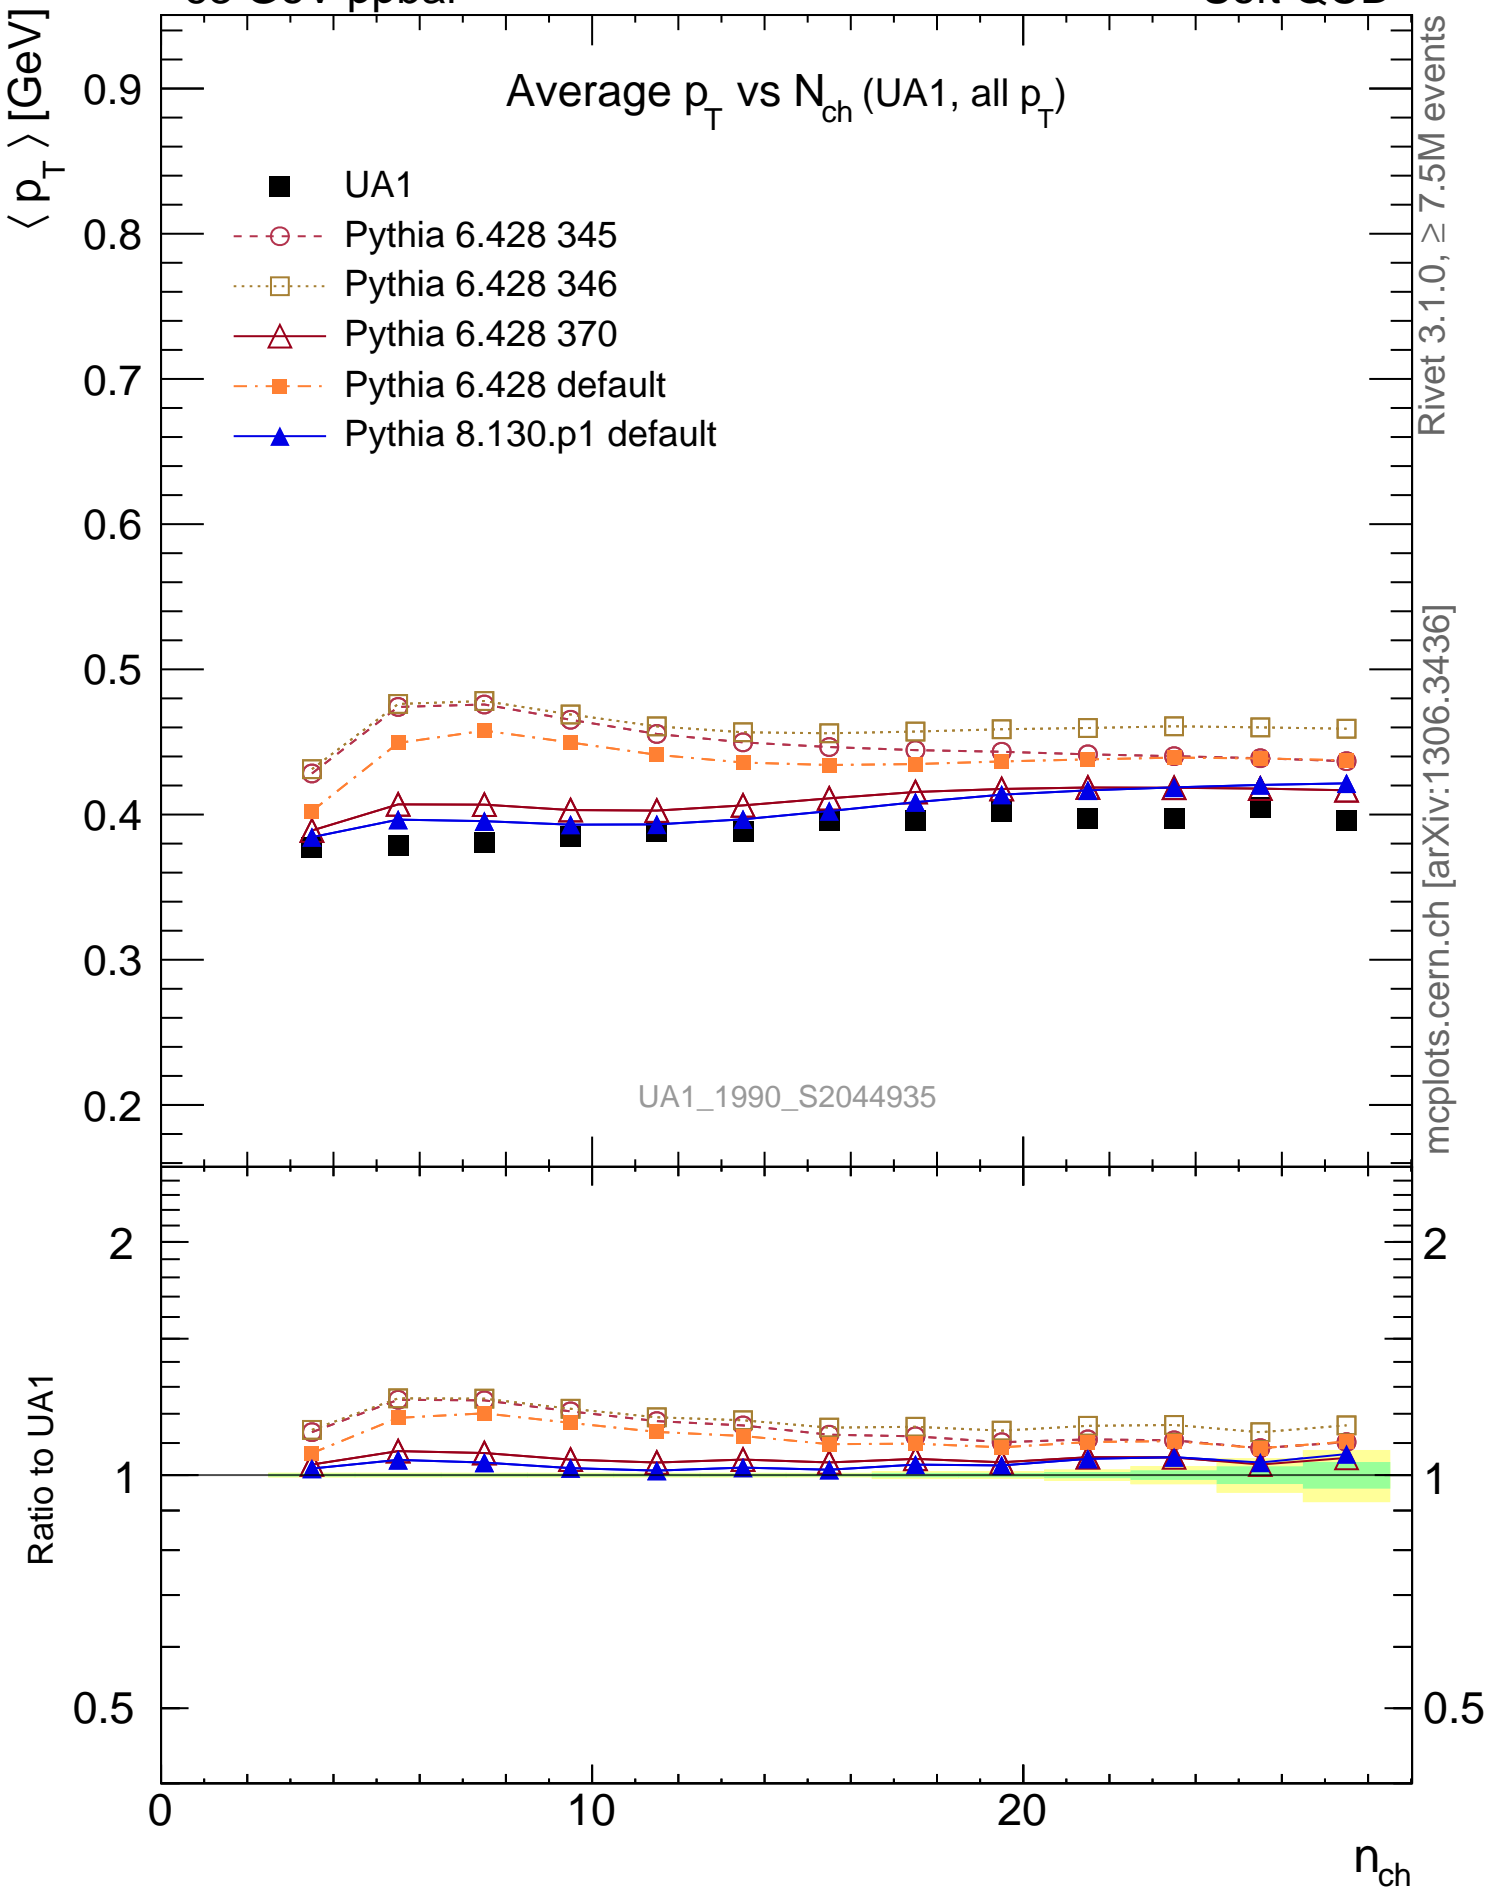 ⟨ p_T ⟩ [GeV]
Average p_T vs N_ch (UA1, all p_T)
UA1
Pythia 6.428 345
Pythia 6.428 346
Pythia 6.428 370
Pythia 6.428 default
Pythia 8.130.p1 default
0.9
0.8
0.7
0.6
0.5
0.4
0.3
0.2
UA1_1990_S2044935
Rivet 3.1.0, ≥ 7.5M events
mcplots.cern.ch [arXiv:1306.3436]
Ratio to UA1
2
1
0.5
2
1
0.5
0
10
20
n_ch